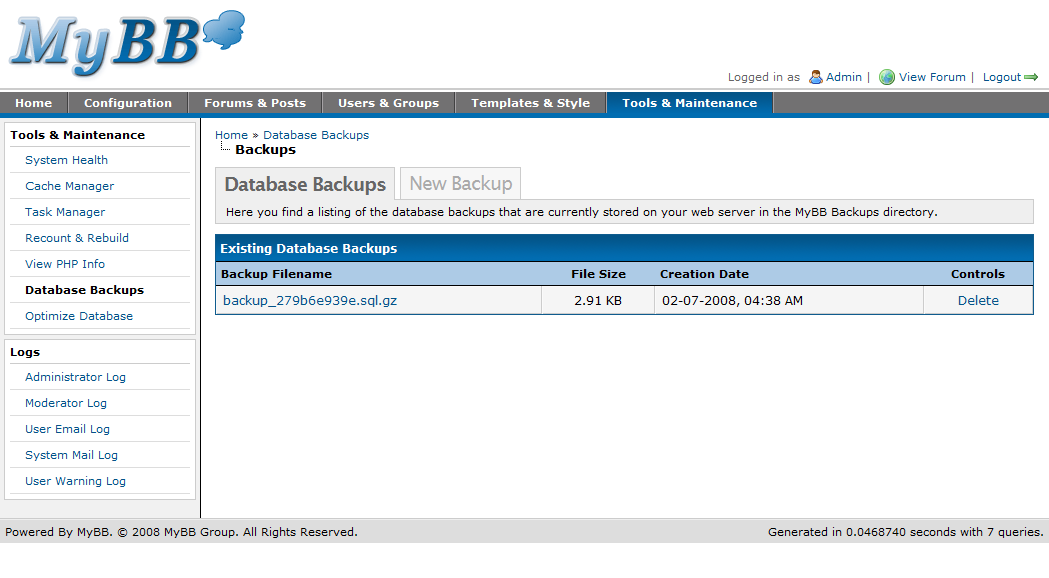 MyBB
Logged in as Admin | View Forum | Logout
Home Configuration Forums & Posts Users & Groups Templates & Style Tools & Maintenance
Tools & Maintenance
System Health
Cache Manager
Task Manager
Recount & Rebuild
View PHP Info
Database Backups
Optimize Database
Logs
Administrator Log
Moderator Log
User Email Log
System Mail Log
User Warning Log
Home » Database Backups
Backups
Database Backups New Backup
Here you find a listing of the database backups that are currently stored on your web server in the MyBB Backups directory.
Existing Database Backups
Backup Filename File Size Creation Date Controls
backup_279b6e939e.sql.gz 2.91 KB 02-07-2008, 04:38 AM Delete
Powered By MyBB. © 2008 MyBB Group. All Rights Reserved. Generated in 0.0468740 seconds with 7 queries.